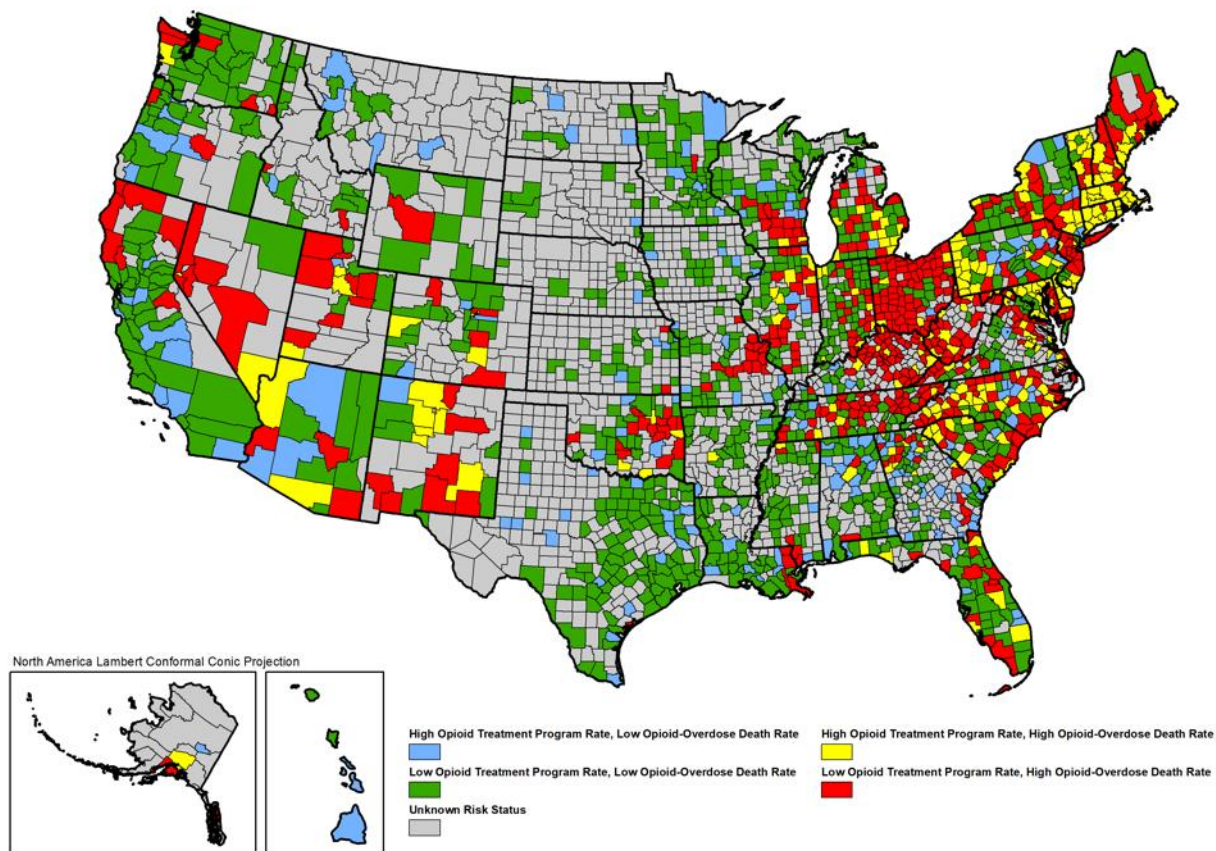 North America Lambert Conformal Conic Projection
High Opioid Treatment Program Rate, Low Opioid-Overdose Death Rate
High Opioid Treatment Program Rate, High Opioid-Overdose Death Rate
Low Opioid Treatment Program Rate, Low Opioid-Overdose Death Rate
Low Opioid Treatment Program Rate, High Opioid-Overdose Death Rate
Unknown Risk Status